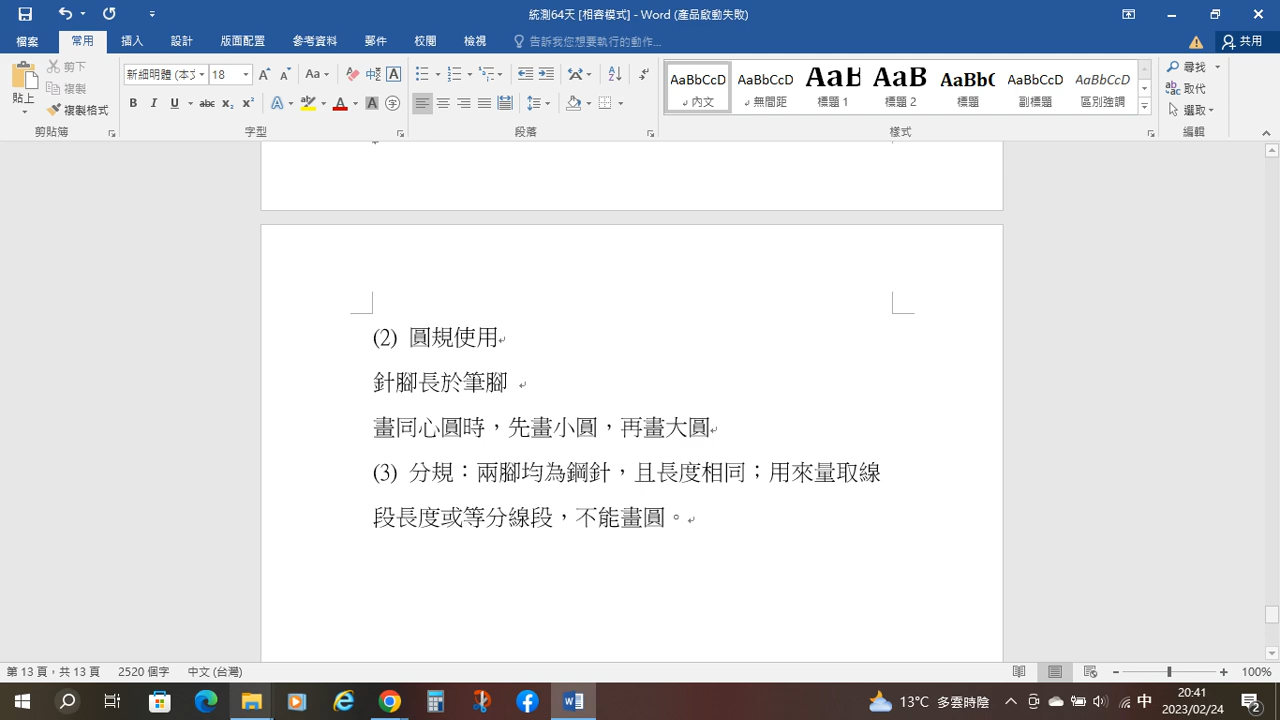 統測64天 [相容模式] - Word (產品啟動失敗)
檔案 常用 插入 設計 版面配置 參考資料 郵件 校閱 檢視 告訴我您想要執行的動作... 共用
貼上 剪下 複製 複製格式
新細明體 (本文 18
AaBbCcD AaBbCcD AaBbCcD AaBbCcD
內文 無間距 標題 1 標題 2 標題 副標題 區別強調
尋找 取代 選取
剪貼簿 字型 段落 樣式 編輯
(2) 圓規使用
針腳長於筆腳
畫同心圓時，先畫小圓，再畫大圓
(3) 分規：兩腳均為鋼針，且長度相同；用來量取線
段長度或等分線段，不能畫圓。
第 13 頁，共 13 頁 2520 個字 中文 (台灣) 100%
13°C 多雲時陰 中 20:41
2023/02/24 2